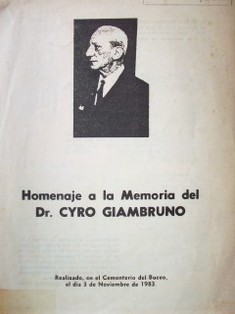 Homenaje a la Memoria del
Dr. CYRO GIAMBRUNO
Realizado, en el Cementerio del Buceo,
el día 3 de Noviembre de 1983.